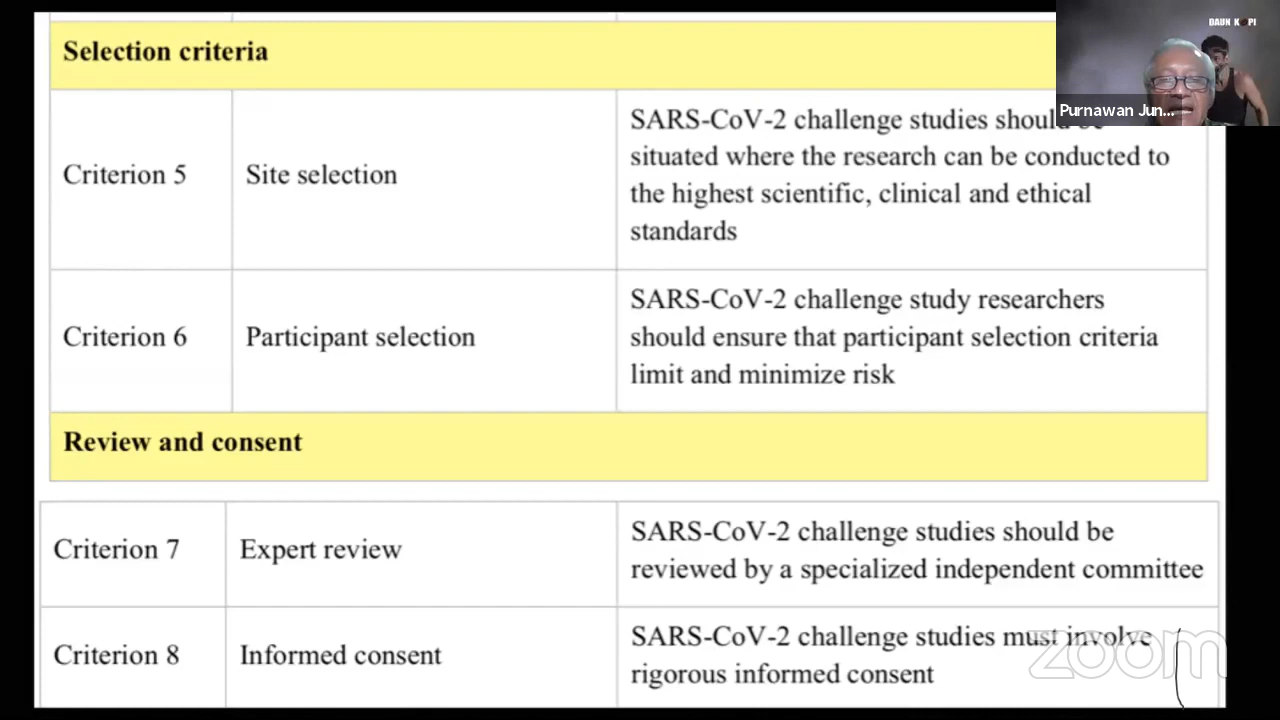 Selection criteria
DAUN KOPI
Purnawan Jun...
Criterion 5
Site selection
SARS-CoV-2 challenge studies should be
situated where the research can be conducted to
the highest scientific, clinical and ethical
standards
Criterion 6
Participant selection
SARS-CoV-2 challenge study researchers
should ensure that participant selection criteria
limit and minimize risk
Review and consent
Criterion 7
Expert review
SARS-CoV-2 challenge studies should be
reviewed by a specialized independent committee
Criterion 8
Informed consent
SARS-CoV-2 challenge studies must involve
rigorous informed consent
zoom